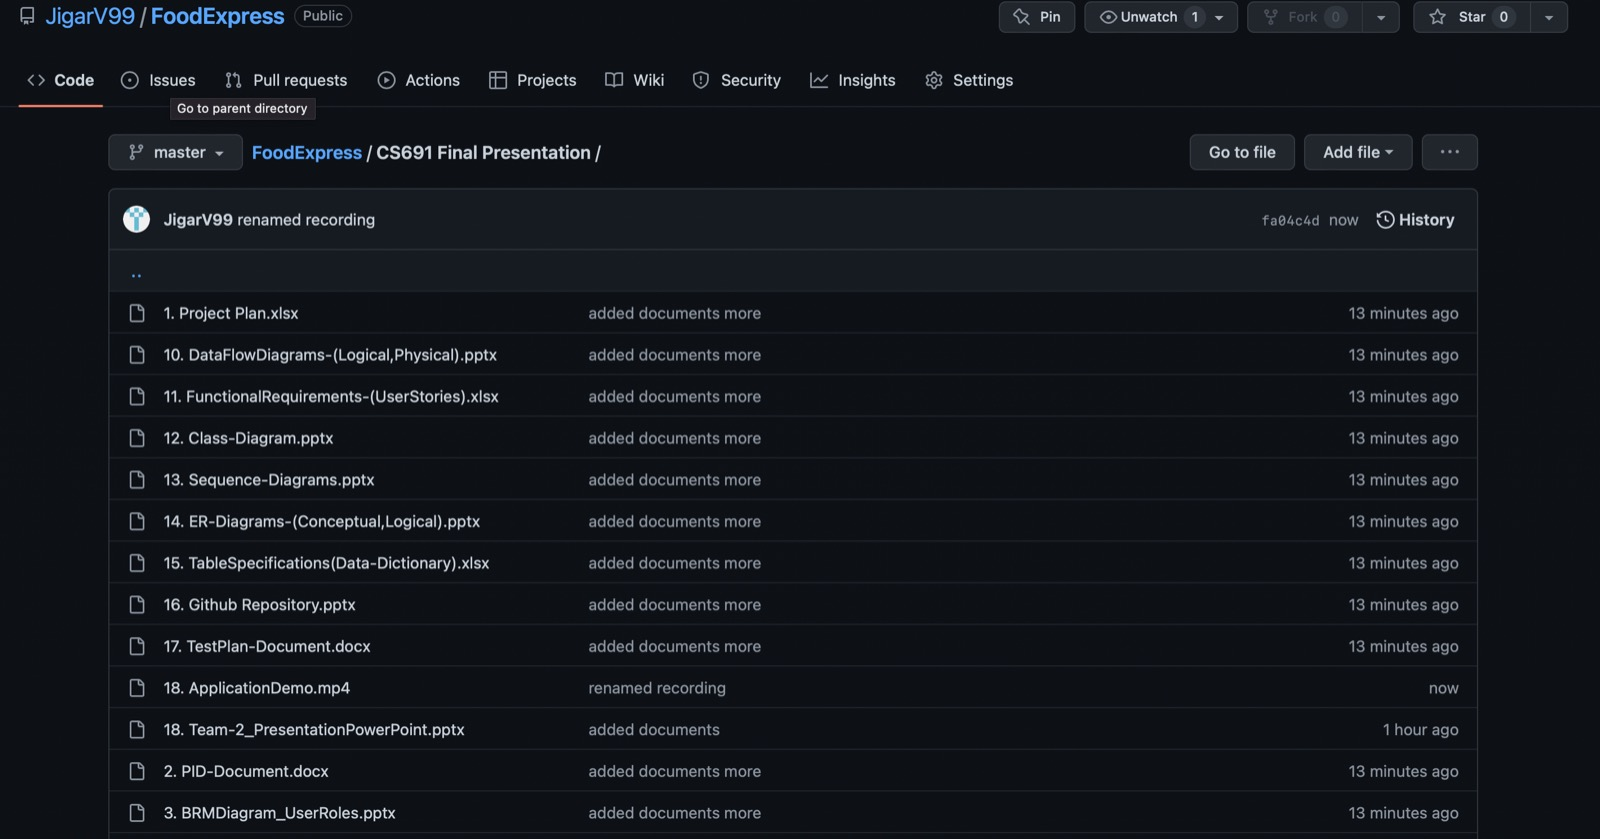 JigarV99 / FoodExpress Public Pin Unwatch 1 Fork 0 Star 0
Code Issues Pull requests Actions Projects Wiki Security Insights Settings
Go to parent directory
master FoodExpress / CS691 Final Presentation / Go to file Add file ...
JigarV99 renamed recording fa04c4d now History
..
1. Project Plan.xlsx added documents more 13 minutes ago
10. DataFlowDiagrams-(Logical,Physical).pptx added documents more 13 minutes ago
11. FunctionalRequirements-(UserStories).xlsx added documents more 13 minutes ago
12. Class-Diagram.pptx added documents more 13 minutes ago
13. Sequence-Diagrams.pptx added documents more 13 minutes ago
14. ER-Diagrams-(Conceptual,Logical).pptx added documents more 13 minutes ago
15. TableSpecifications(Data-Dictionary).xlsx added documents more 13 minutes ago
16. Github Repository.pptx added documents more 13 minutes ago
17. TestPlan-Document.docx added documents more 13 minutes ago
18. ApplicationDemo.mp4 renamed recording now
18. Team-2_PresentationPowerPoint.pptx added documents 1 hour ago
2. PID-Document.docx added documents more 13 minutes ago
3. BRMDiagram_UserRoles.pptx added documents more 13 minutes ago